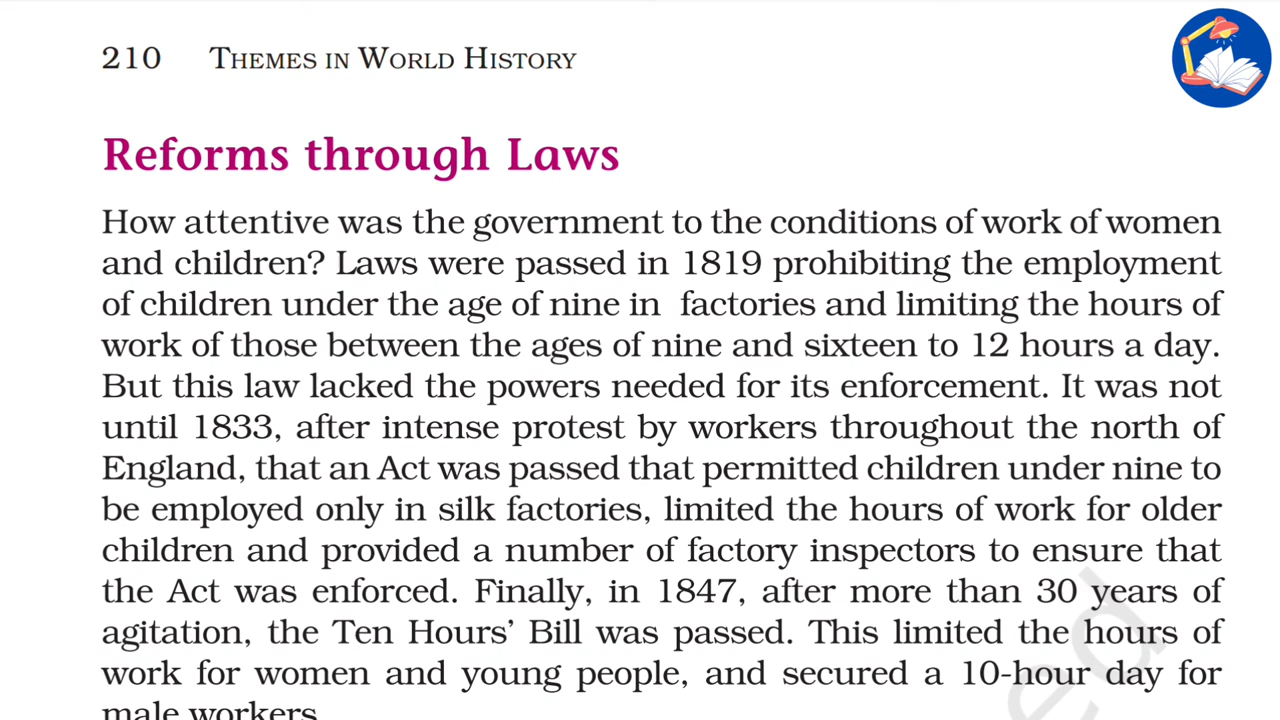 210 THEMES IN WORLD HISTORY
Reforms through Laws
How attentive was the government to the conditions of work of women
and children? Laws were passed in 1819 prohibiting the employment
of children under the age of nine in factories and limiting the hours of
work of those between the ages of nine and sixteen to 12 hours a day.
But this law lacked the powers needed for its enforcement. It was not
until 1833, after intense protest by workers throughout the north of
England, that an Act was passed that permitted children under nine to
be employed only in silk factories, limited the hours of work for older
children and provided a number of factory inspectors to ensure that
the Act was enforced. Finally, in 1847, after more than 30 years of
agitation, the Ten Hours’ Bill was passed. This limited the hours of
work for women and young people, and secured a 10-hour day for
male workers.